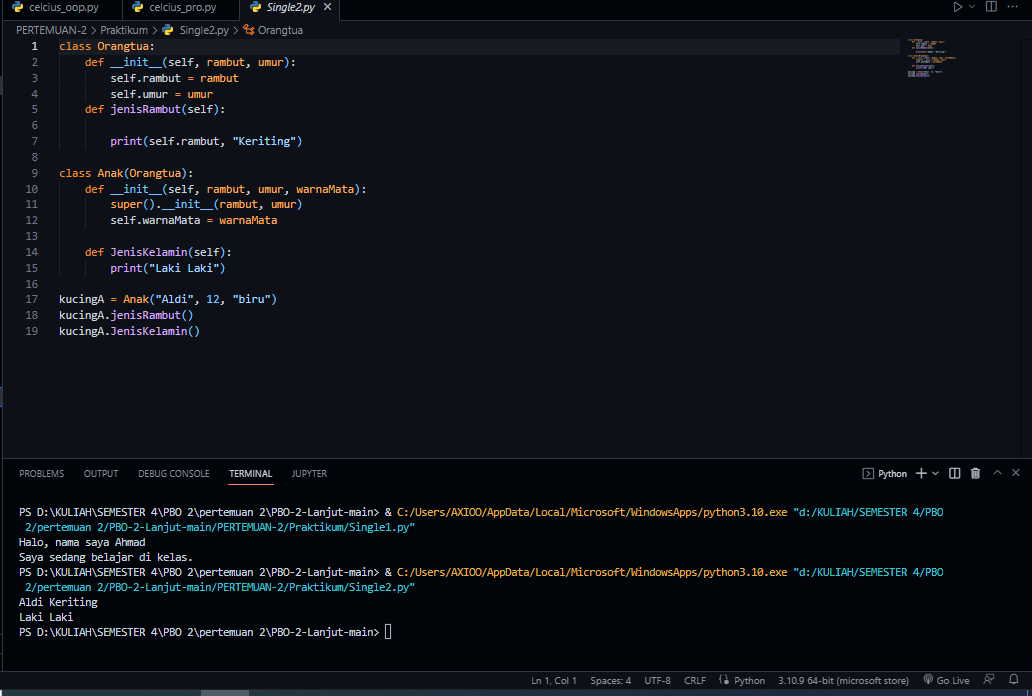 celcius_oop.py celcius_pro.py Single2.py ×
PERTEMUAN-2 > Praktikum > Single2.py > Orangtua
1 class Orangtua:
2     def __init__(self, rambut, umur):
3         self.rambut = rambut
4         self.umur = umur
5     def jenisRambut(self):
6
7         print(self.rambut, "Keriting")
8
9 class Anak(Orangtua):
10     def __init__(self, rambut, umur, warnaMata):
11         super().__init__(rambut, umur)
12         self.warnaMata = warnaMata
13
14     def JenisKelamin(self):
15         print("Laki Laki")
16
17 kucingA = Anak("Aldi", 12, "biru")
18 kucingA.jenisRambut()
19 kucingA.JenisKelamin()
PROBLEMS OUTPUT DEBUG CONSOLE TERMINAL JUPYTER Python
PS D:\KULIAH\SEMESTER 4\PBO 2\pertemuan 2\PBO-2-Lanjut-main> & C:/Users/AXIOO/AppData/Local/Microsoft/WindowsApps/python3.10.exe "d:/KULIAH/SEMESTER 4/PBO
2/pertemuan 2/PBO-2-Lanjut-main/PERTEMUAN-2/Praktikum/Single1.py"
Halo, nama saya Ahmad
Saya sedang belajar di kelas.
PS D:\KULIAH\SEMESTER 4\PBO 2\pertemuan 2\PBO-2-Lanjut-main> & C:/Users/AXIOO/AppData/Local/Microsoft/WindowsApps/python3.10.exe "d:/KULIAH/SEMESTER 4/PBO
2/pertemuan 2/PBO-2-Lanjut-main/PERTEMUAN-2/Praktikum/Single2.py"
Aldi Keriting
Laki Laki
PS D:\KULIAH\SEMESTER 4\PBO 2\pertemuan 2\PBO-2-Lanjut-main>
Ln 1, Col 1 Spaces: 4 UTF-8 CRLF Python 3.10.9 64-bit (microsoft store) Go Live